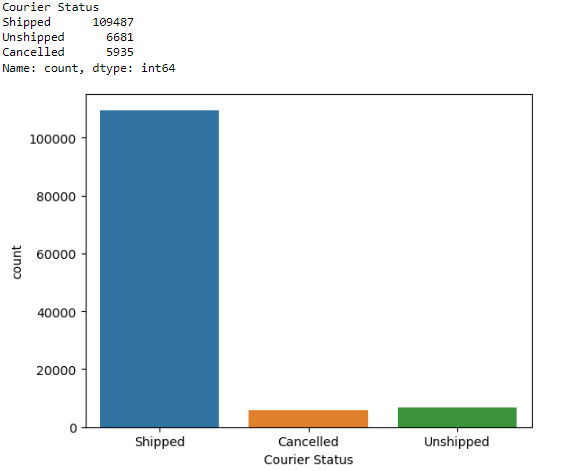 Courier Status
Shipped 109487
Unshipped 6681
Cancelled 5935
Name: count, dtype: int64
100000
80000
60000
40000
20000
0
count
Shipped Cancelled Unshipped
Courier Status